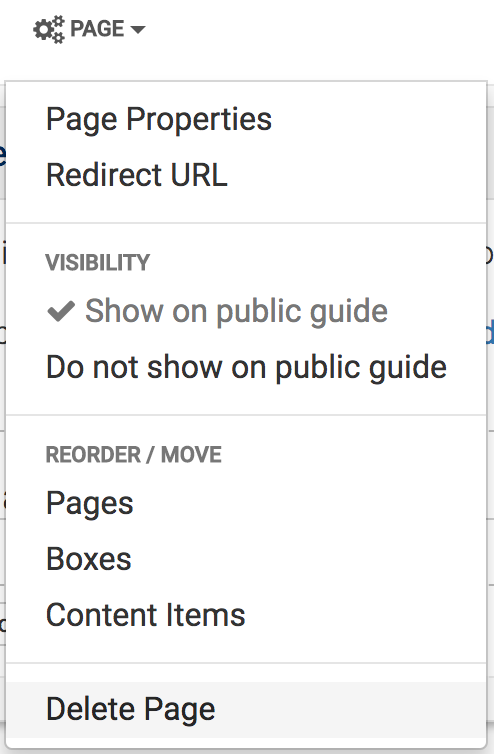 PAGE
Page Properties
Redirect URL
VISIBILITY
Show on public guide
Do not show on public guide
REORDER / MOVE
Pages
Boxes
Content Items
Delete Page